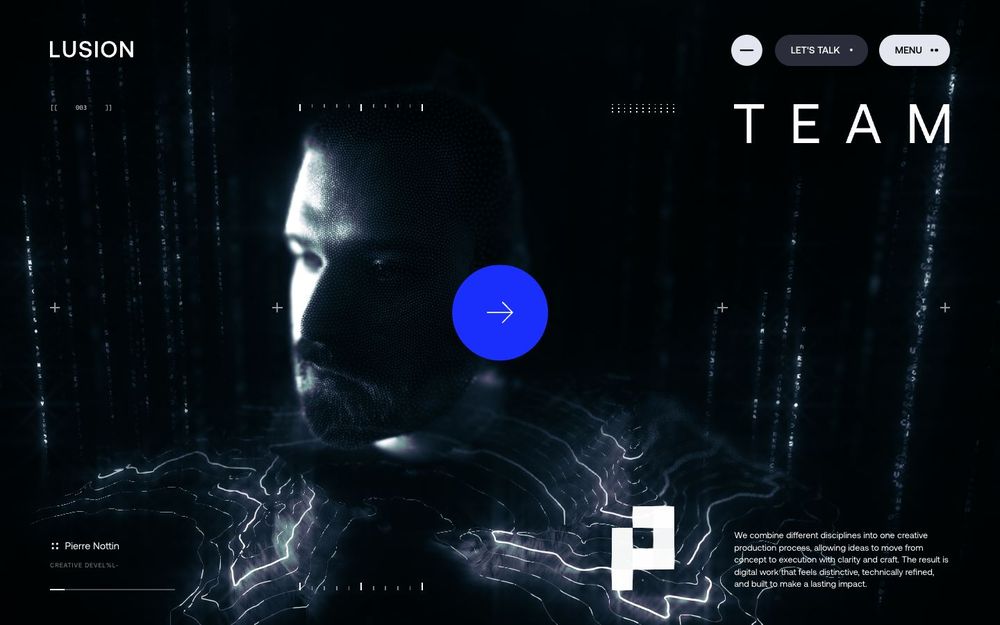 LUSION
LET'S TALK
MENU
[[ 003 ]]
TEAM
Pierre Nottin
CREATIVE DEVEL%L-
We combine different disciplines into one creative
production process, allowing ideas to move from
concept to execution with clarity and craft. The result is
digital work that feels distinctive, technically refined,
and built to make a lasting impact.